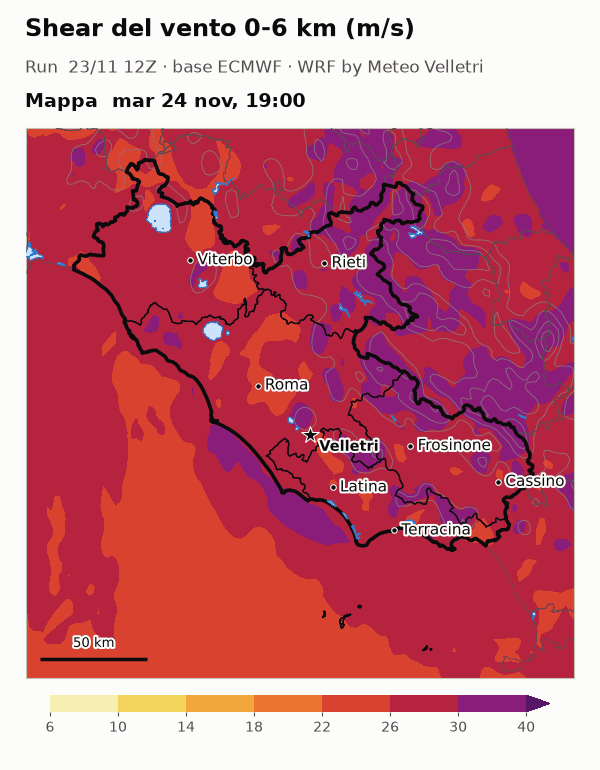 Shear del vento 0-6 km (m/s)
Run 23/11 12Z · base ECMWF · WRF by Meteo Velletri
Mappa mar 24 nov, 19:00
Viterbo
Rieti
Roma
Velletri
Frosinone
Cassino
Latina
Terracina
50 km
6 10 14 18 22 26 30 40